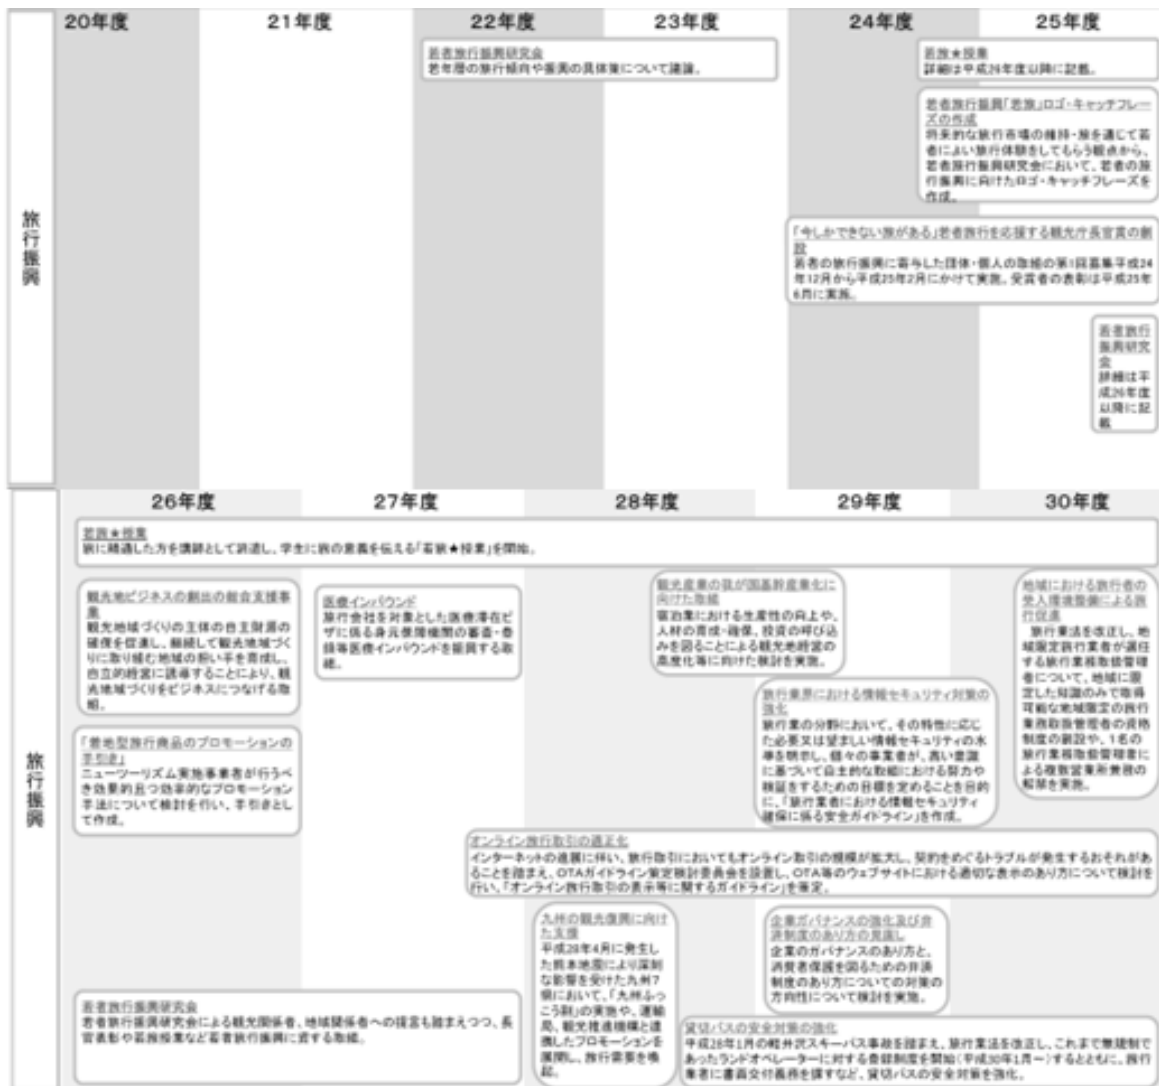 20年度 21年度 22年度 23年度 24年度 25年度
旅行振興
若者旅行振興研究会
若年層の旅行傾向や振興の具体策について議論。
若旅★授業
詳細は平成26年度以降に記載。
若者旅行振興「若旅」ロゴ・キャッチフレー
ズの作成
将来的な旅行市場の維持・旅を通じて若
者によい旅行体験をしてもらう観点から、
若者旅行振興研究会において、若者の旅
行振興に向けたロゴ・キャッチフレーズを
作成。
「今しかできない旅がある」若者旅行を応援する観光庁長官賞の創
設
若者の旅行振興に寄与した団体・個人の取組の第1回募集平成24
年12月から平成25年2月にかけて実施。受賞者の表彰は平成25年
6月に実施。
若者旅行
振興研究
会
詳細は平
成26年度
以降に記
載
26年度 27年度 28年度 29年度 30年度
旅行振興
若旅★授業
旅に精通した方を講師として派遣し、学生に旅の意義を伝える「若旅★授業」を開始。
観光地ビジネスの創出の総合支援事
業
観光地域づくりの主体の自主財源の
確保を促進し、継続して観光地域づく
りに取り組む地域の担い手を育成し、
自立的経営に誘導することにより、観
光地域づくりをビジネスにつなげる取
組。
医療インバウンド
旅行会社を対象とした医療滞在ビ
ザに係る身元保障機関の審査・登
録等医療インバウンドを振興する取
組。
観光産業の我が国基幹産業化に
向けた取組
宿泊業における生産性の向上や、
人材の育成・確保、投資の呼び込
みを図ることによる観光地経営の
高度化等に向けた検討を実施。
地域における旅行者の
受入環境整備による旅
行促進
旅行業法を改正し、地
域限定旅行業者が選任
する旅行業務取扱管理
者について、地域に限
定した知識のみで取得
可能な地域限定の旅行
業務取扱管理者の資格
制度の創設や、1名の
旅行業務取扱管理者に
よる複数営業所兼務の
解禁を実施。
旅行業界における情報セキュリティ対策の
強化
旅行業の分野において、その特性に応じ
た必要又は望ましい情報セキュリティの水
準を明示し、個々の事業者が、高い意識
に基づいて自主的な取組における努力や
検証をするための目標を定めることを目的
に、「旅行業者における情報セキュリティ
確保に係る安全ガイドライン」を作成。
「着地型旅行商品のプロモーションの
手引き」
ニューツーリズム実施事業者が行うべ
き効果的且つ効率的なプロモーション
手法について検討を行い、手引きとし
て作成。
オンライン旅行取引の適正化
インターネットの進展に伴い、旅行取引においてもオンライン取引の規模が拡大し、契約をめぐるトラブルが発生するおそれがあ
ることを踏まえ、OTAガイドライン策定検討委員会を設置し、OTA等のウェブサイトにおける適切な表示のあり方について検討を
行い、「オンライン旅行取引の表示等に関するガイドライン」を策定。
九州の観光復興に向け
た支援
平成28年4月に発生し
た熊本地震により深刻
な影響を受けた九州7
県において、「九州ふっ
こう割」の実施や、運輸
局、観光推進機構と連
携したプロモーションを
展開し、旅行需要を喚
起。
企業ガバナンスの強化及び弁
済制度のあり方の見直し
企業のガバナンスのあり方と、
消費者保護を図るための弁済
制度のあり方についての対策の
方向性について検討を実施。
若者旅行振興研究会
若者旅行振興研究会による観光関係者、地域関係者への提言も踏まえつつ、長
官表彰や若旅授業など若者旅行振興に資する取組。
貸切バスの安全対策の強化
平成28年1月の軽井沢スキーバス事故を踏まえ、旅行業法を改正し、これまで無規制で
あったランドオペレーターに対する登録制度を開始(平成30年1月～)するとともに、旅行
業者に書面交付義務を課すなど、貸切バスの安全対策を強化。